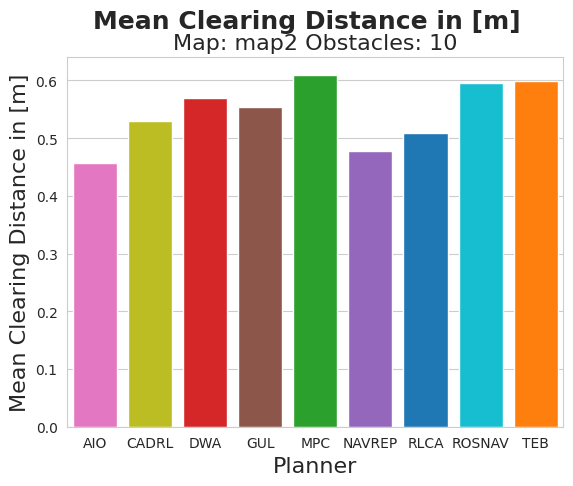 Mean Clearing Distance in [m]
Map: map2 Obstacles: 10
Mean Clearing Distance in [m]
0.6
0.5
0.4
0.3
0.2
0.1
0.0
AIO CADRL DWA GUL MPC NAVREP RLCA ROSNAV TEB
Planner